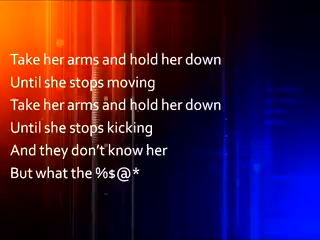 Take her arms and hold her down
Until she stops moving
Take her arms and hold her down
Until she stops kicking
And they don't know her
But what the %$@*